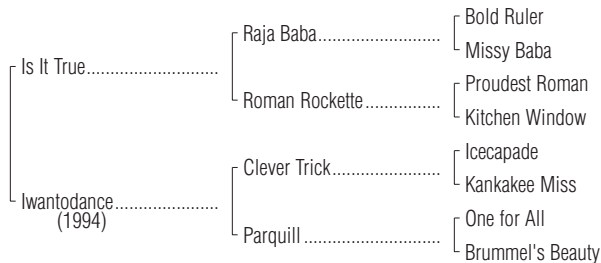 Bold Ruler
Raja Baba
Missy Baba
Is It True
Proudest Roman
Roman Rockette
Kitchen Window
Icecapade
Clever Trick
Kankakee Miss
Iwantodance
(1994)
One for All
Parquill
Brummel's Beauty